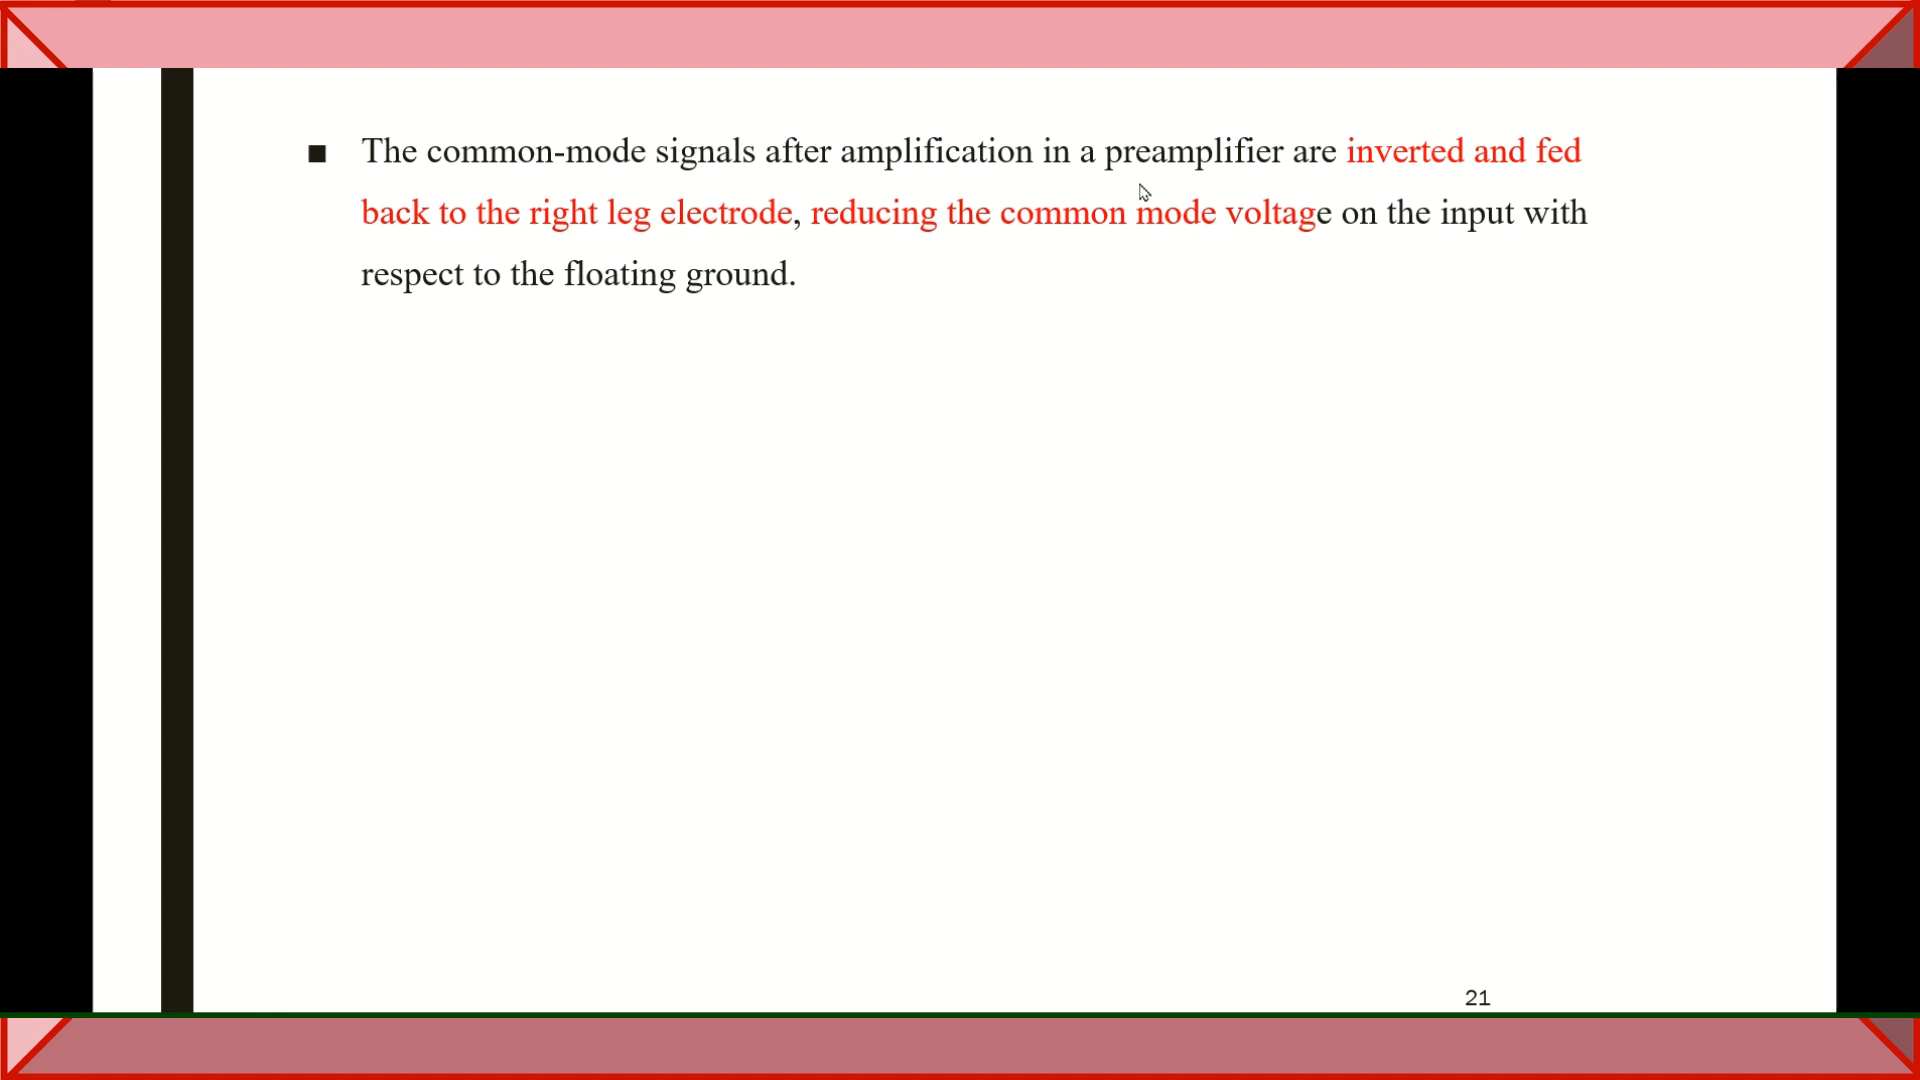 ■ The common-mode signals after amplification in a preamplifier are inverted and fed
back to the right leg electrode, reducing the common mode voltage on the input with
respect to the floating ground.
21